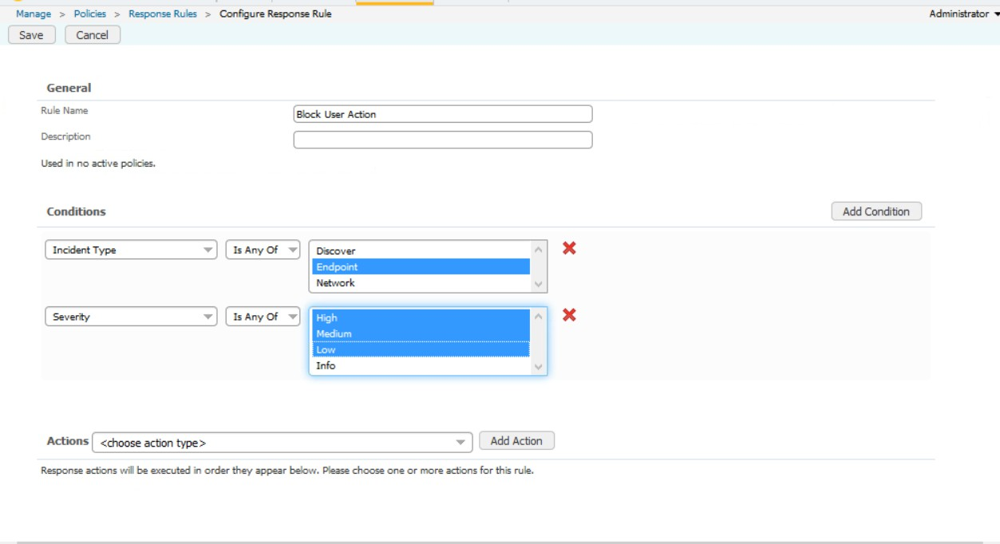 Manage > Policies > Response Rules > Configure Response Rule Administrator
Save Cancel
General
Rule Name Block User Action
Description
Used in no active policies.
Conditions Add Condition
Incident Type Is Any Of Discover
Endpoint
Network
Severity Is Any Of High
Medium
Low
Info
Actions <choose action type> Add Action
Response actions will be executed in order they appear below. Please choose one or more actions for this rule.